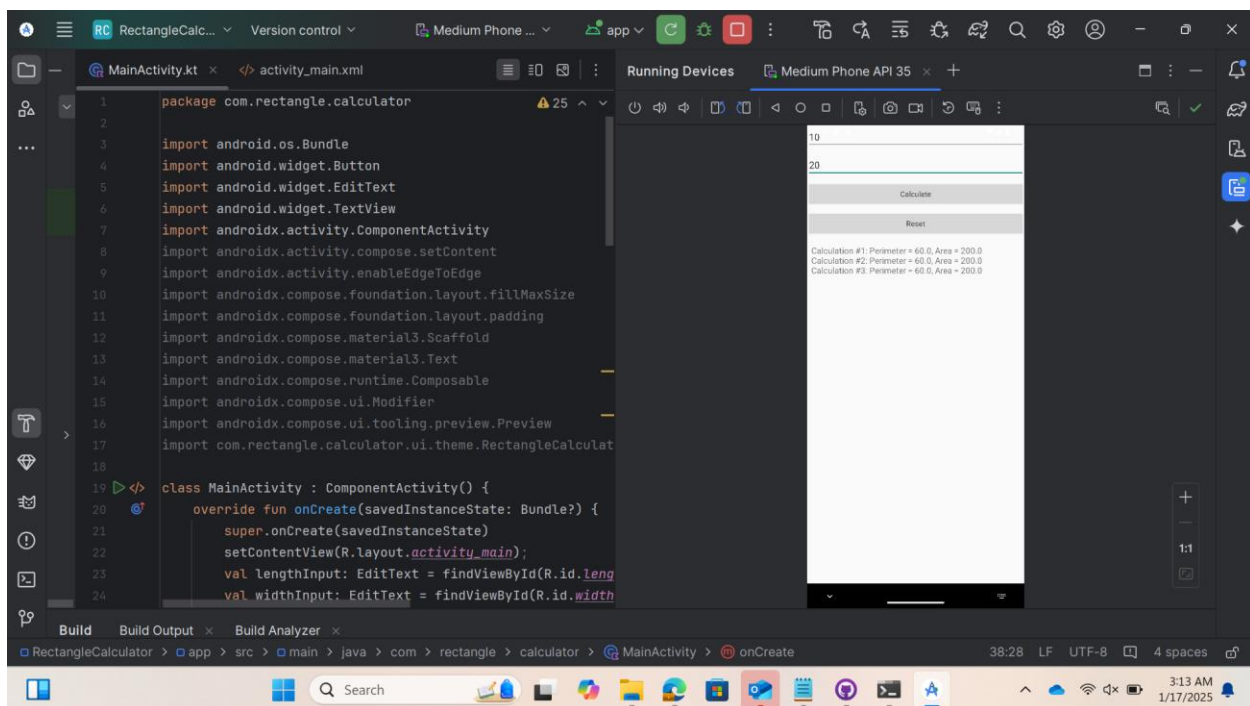 RC RectangleCalc... Version control Medium Phone ... app
MainActivity.kt activity_main.xml
Running Devices Medium Phone API 35
25
1 package com.rectangle.calculator
2
3 import android.os.Bundle
4 import android.widget.Button
5 import android.widget.EditText
6 import android.widget.TextView
7 import androidx.activity.ComponentActivity
8 import androidx.activity.compose.setContent
9 import androidx.activity.enableEdgeToEdge
10 import androidx.compose.foundation.layout.fillMaxSize
11 import androidx.compose.foundation.layout.padding
12 import androidx.compose.material3.Scaffold
13 import androidx.compose.material3.Text
14 import androidx.compose.runtime.Composable
15 import androidx.compose.ui.Modifier
16 import androidx.compose.ui.tooling.preview.Preview
17 import com.rectangle.calculator.ui.theme.RectangleCalculat
18
19 class MainActivity : ComponentActivity() {
20 override fun onCreate(savedInstanceState: Bundle?) {
21 super.onCreate(savedInstanceState)
22 setContentView(R.layout.activity_main);
23 val lengthInput: EditText = findViewById(R.id.leng
24 val widthInput: EditText = findViewById(R.id.width
10
20
Calculate
Reset
Calculation #1: Perimeter = 60.0, Area = 200.0
Calculation #2: Perimeter = 60.0, Area = 200.0
Calculation #3: Perimeter = 60.0, Area = 200.0
1:1
Build Build Output Build Analyzer
RectangleCalculator > app > src > main > java > com > rectangle > calculator > MainActivity > onCreate 38:28 LF UTF-8 4 spaces
Search
3:13 AM
1/17/2025